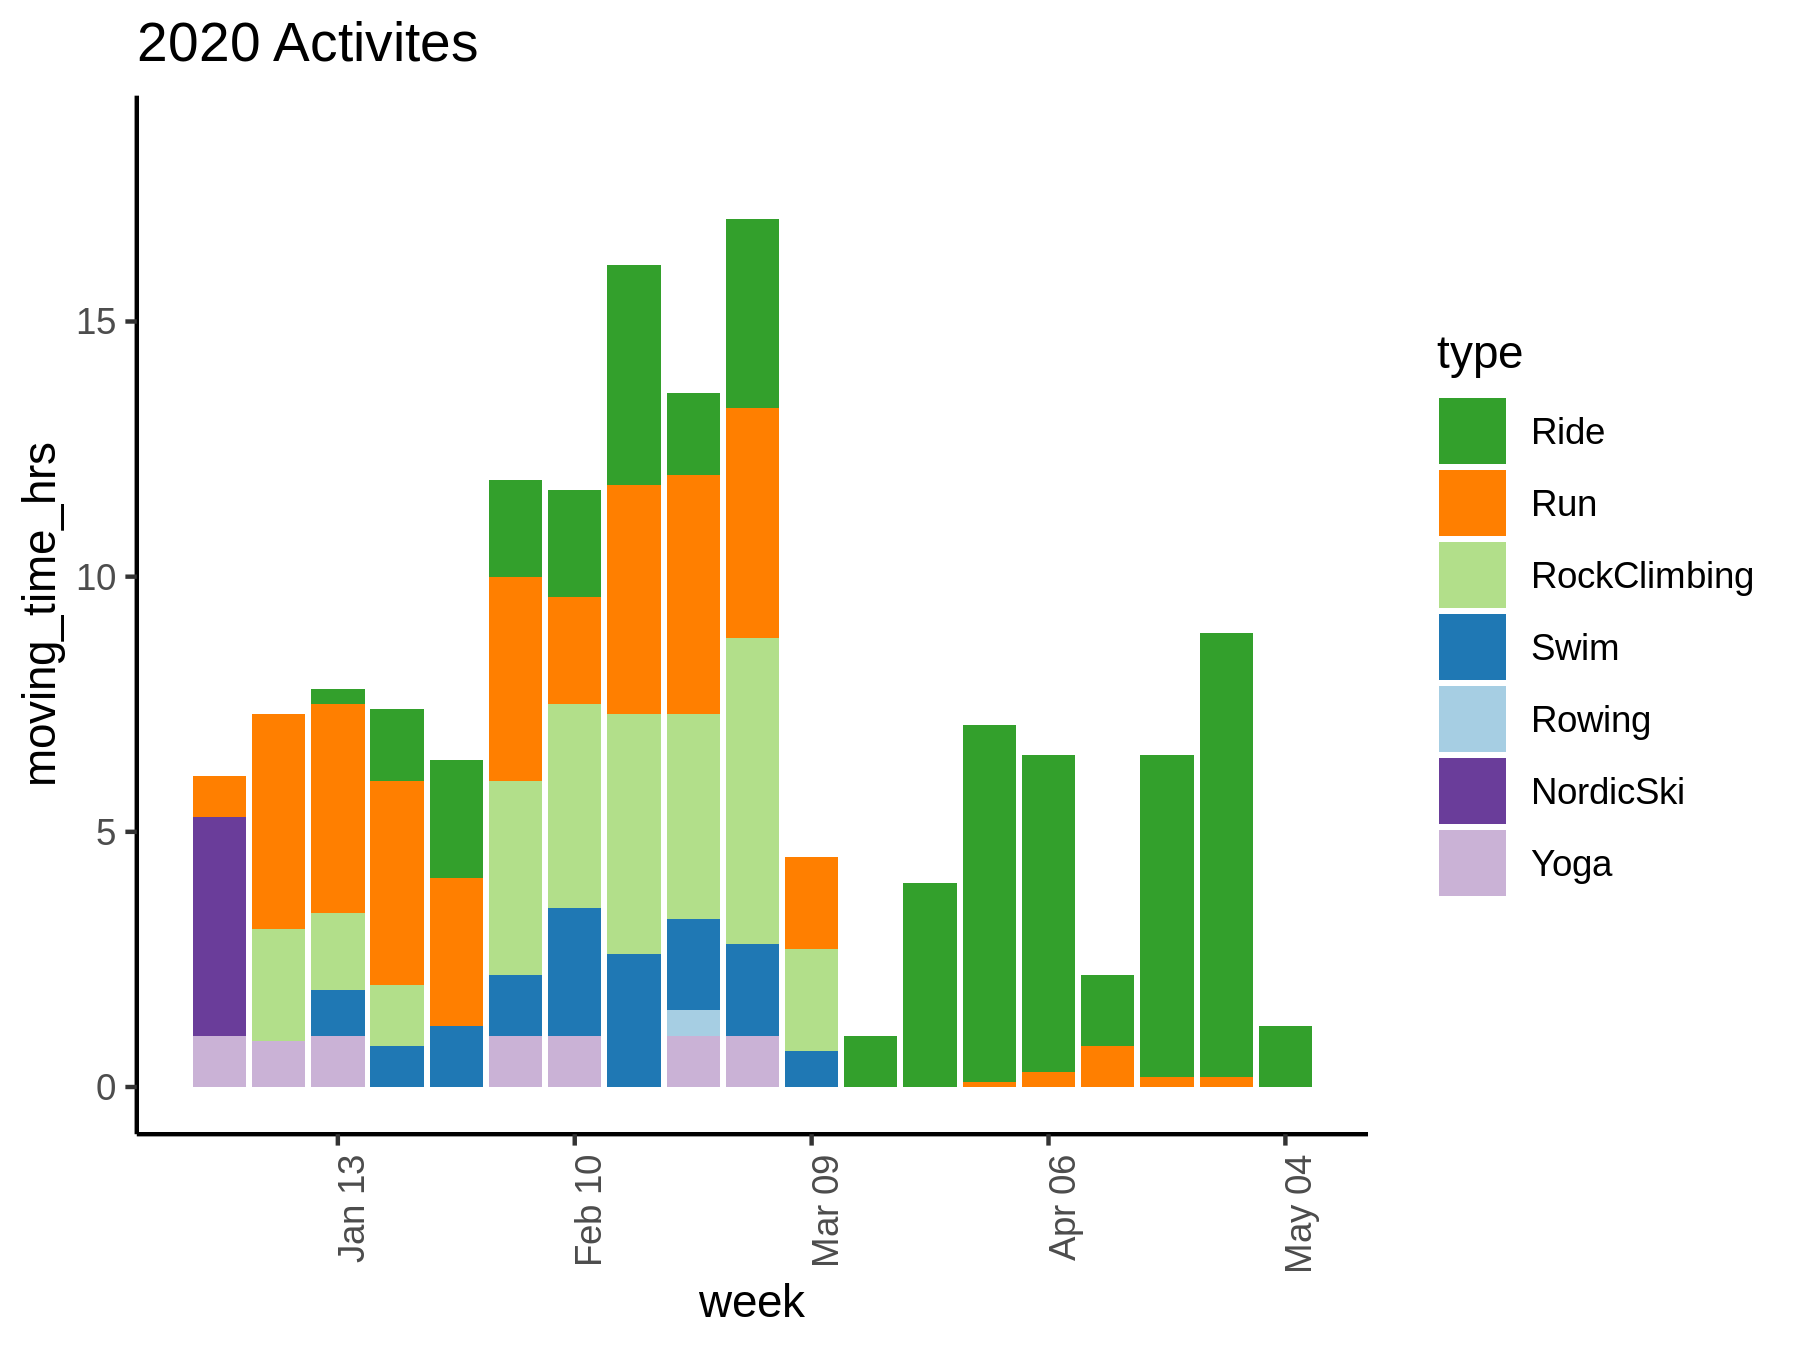 2020 Activites
moving_time_hrs
15
10
5
0
Jan 13
Feb 10
Mar 09
Apr 06
May 04
week
type
Ride
Run
RockClimbing
Swim
Rowing
NordicSki
Yoga